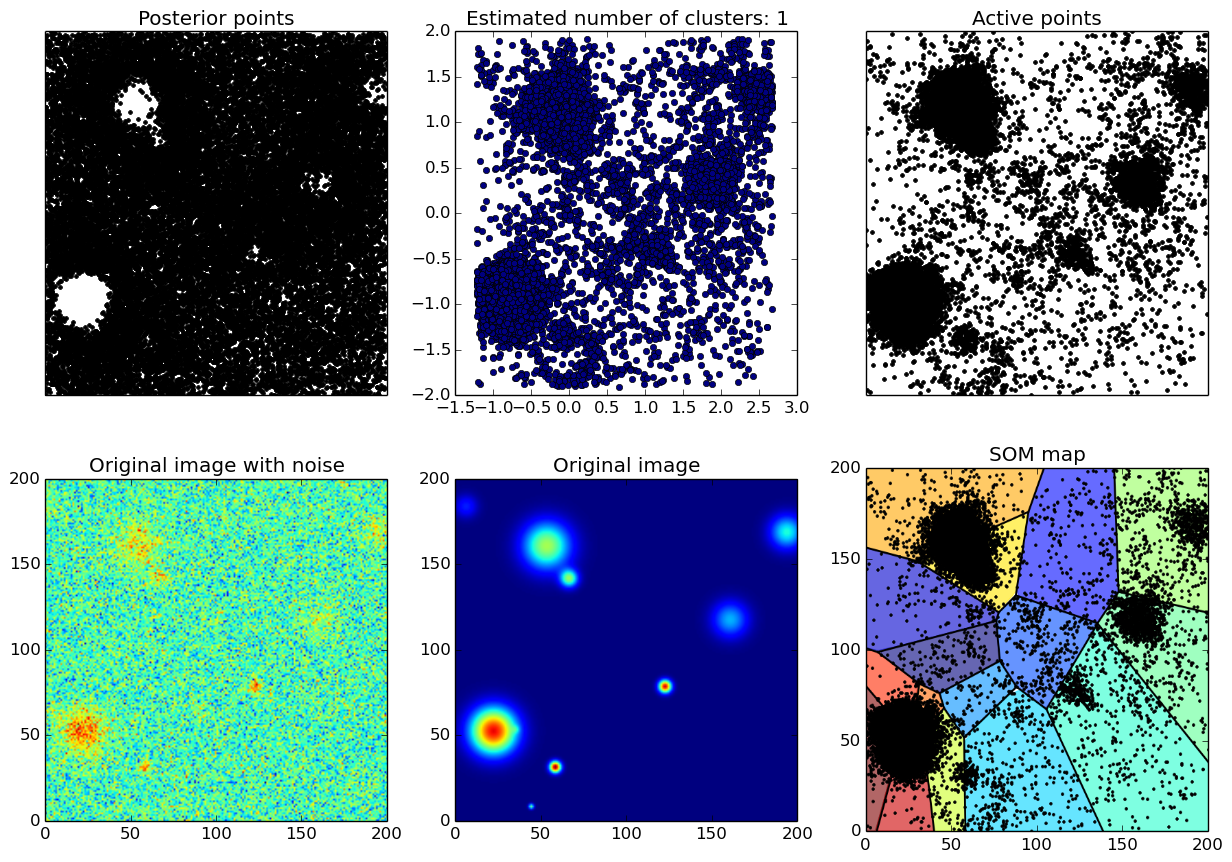 Posterior points
Estimated number of clusters: 1
Active points
2.0
1.5
1.0
0.5
0.0
−0.5
−1.0
−1.5
−2.0
−1.5 −1.0 −0.5 0.0 0.5 1.0 1.5 2.0 2.5 3.0
Original image with noise
Original image
SOM map
200
150
100
50
0
0 50 100 150 200
200
150
100
50
0
0 50 100 150 200
200
150
100
50
0
0 50 100 150 200